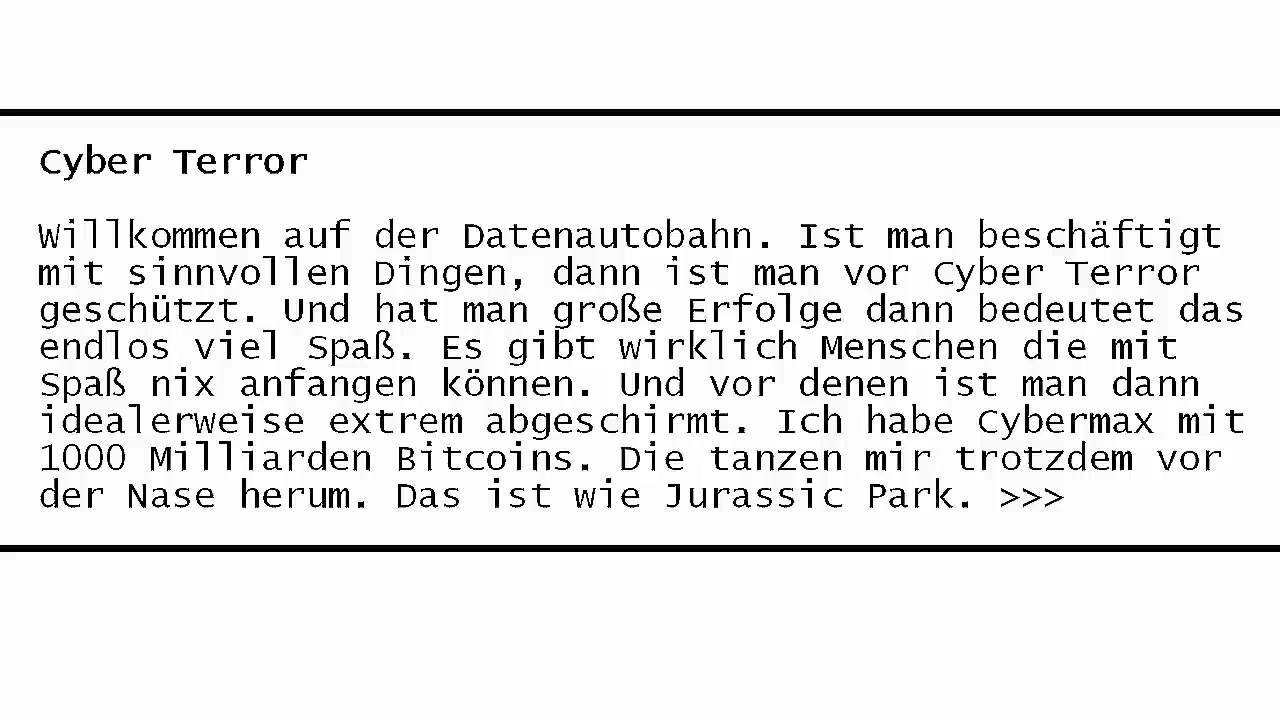 Cyber Terror
Willkommen auf der Datenautobahn. Ist man beschäftigt
mit sinnvollen Dingen, dann ist man vor Cyber Terror
geschützt. Und hat man große Erfolge dann bedeutet das
endlos viel Spaß. Es gibt wirklich Menschen die mit
Spaß nix anfangen können. Und vor denen ist man dann
idealerweise extrem abgeschirmt. Ich habe Cybermax mit
1000 Milliarden Bitcoins. Die tanzen mir trotzdem vor
der Nase herum. Das ist wie Jurassic Park. >>>